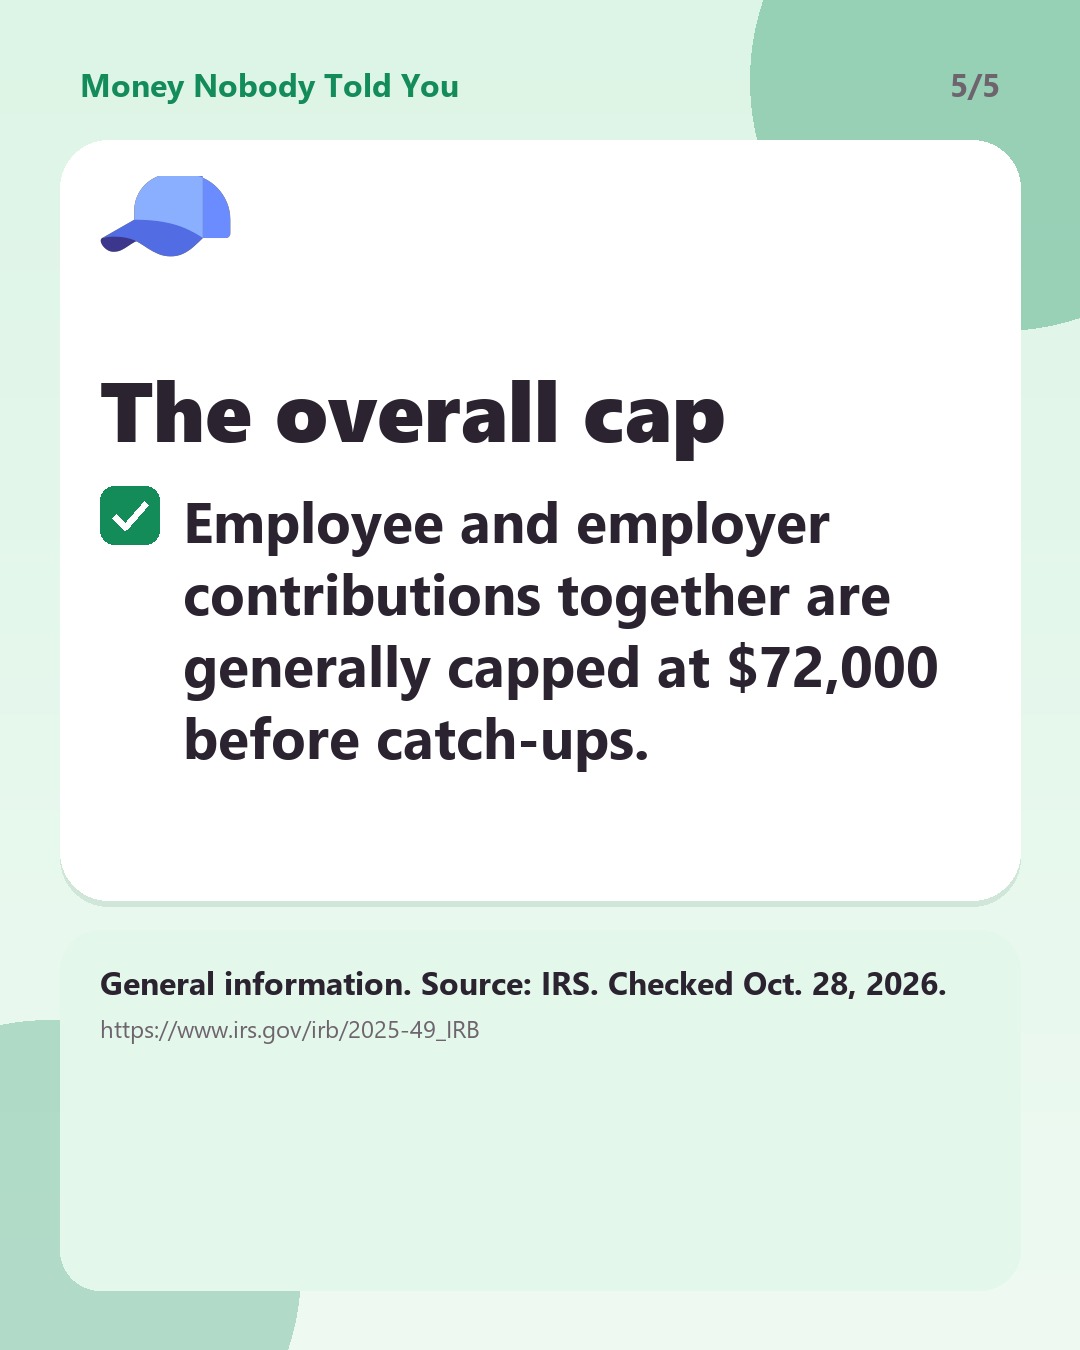 Money Nobody Told You
5/5
The overall cap
Employee and employer
contributions together are
generally capped at $72,000
before catch-ups.
General information. Source: IRS. Checked Oct. 28, 2026.
https://www.irs.gov/irb/2025-49_IRB